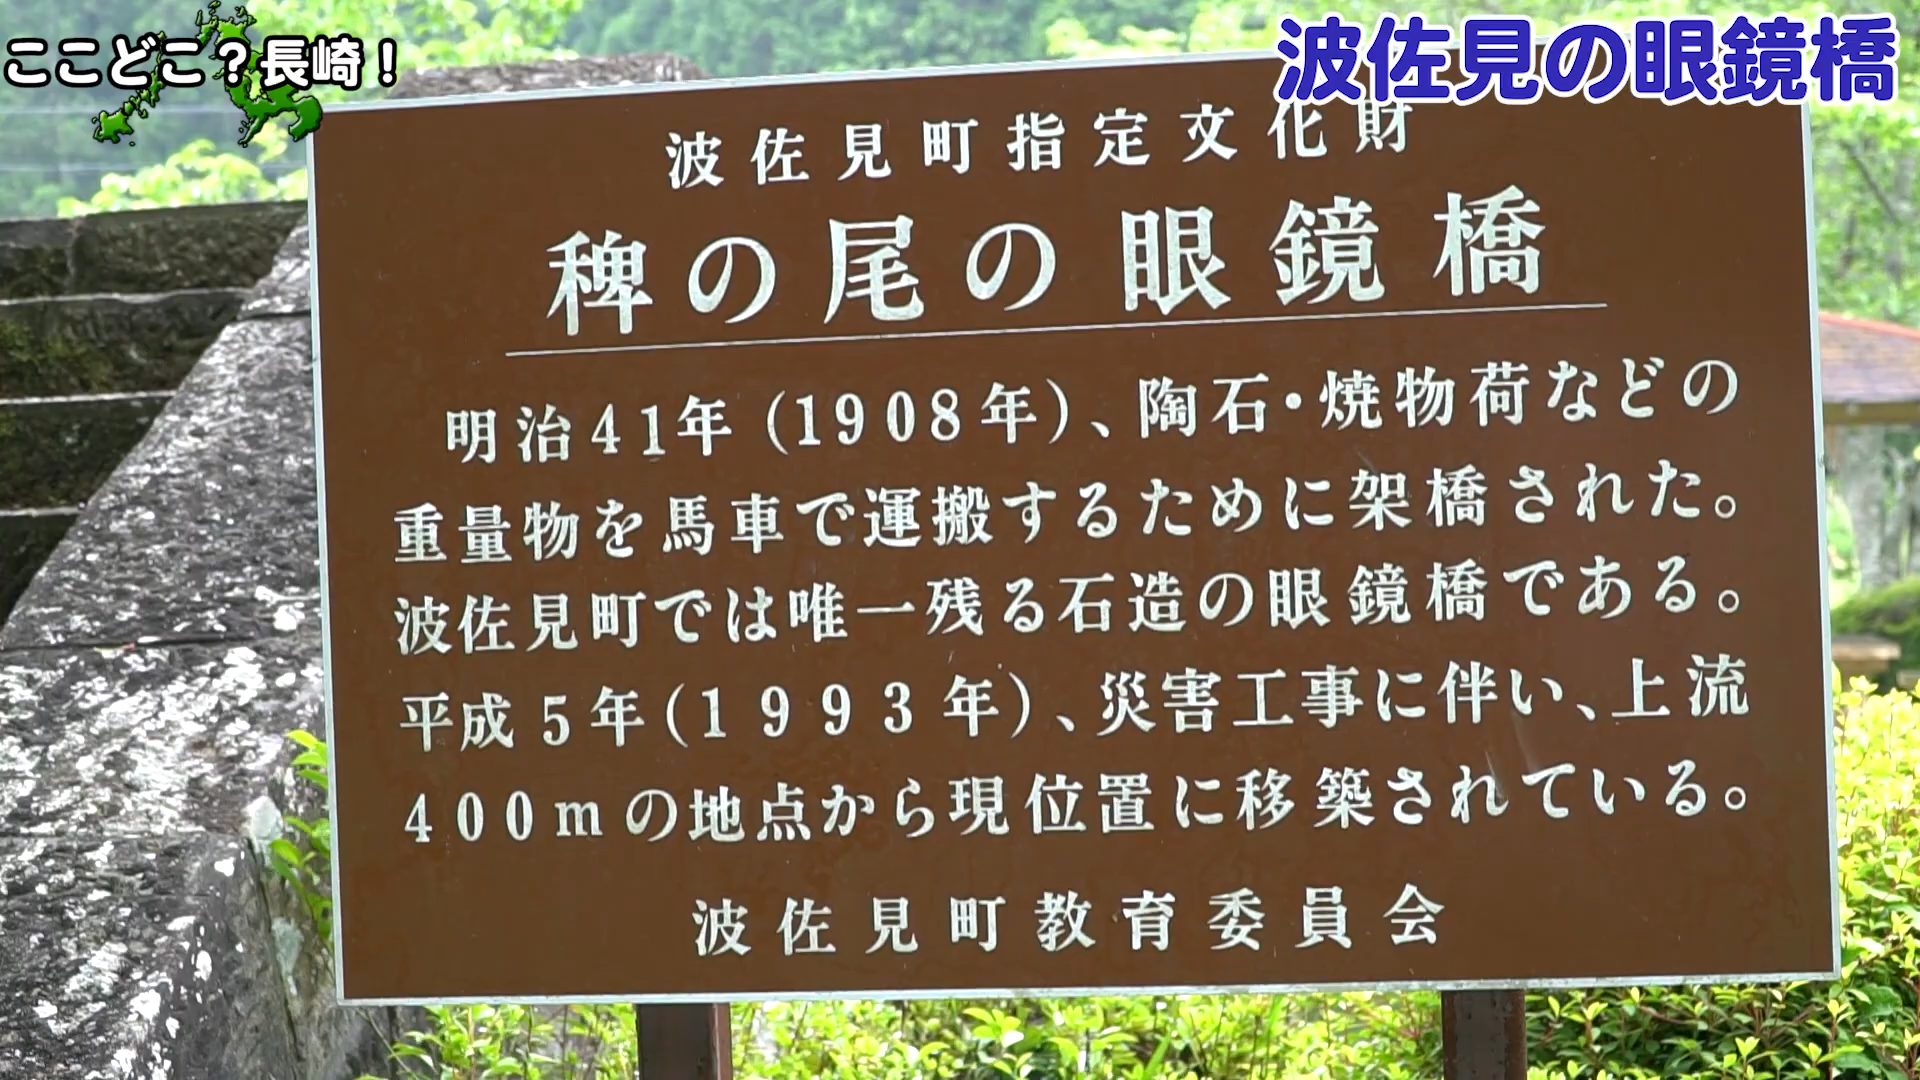 ここどこ？長崎！
波佐見の眼鏡橋
波佐見町指定文化財
稗の尾の眼鏡橋
明治41年(1908年)、陶石・焼物荷などの
重量物を馬車で運搬するために架橋された。
波佐見町では唯一残る石造の眼鏡橋である。
平成5年(1993年)、災害工事に伴い、上流
400mの地点から現位置に移築されている。
波佐見町教育委員会